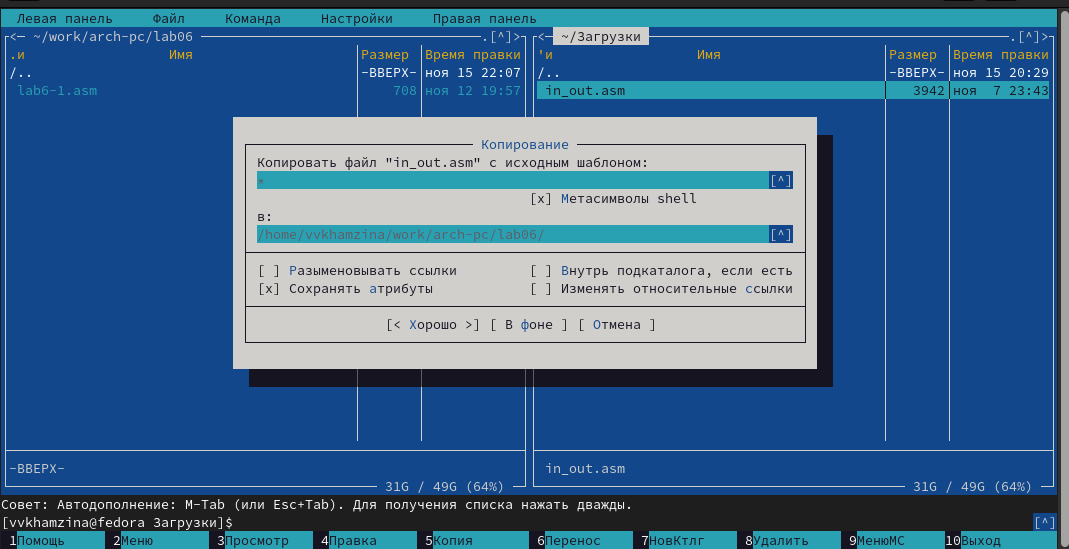 Левая панель Файл Команда Настройки Правая панель
<─ ~/work/arch-pc/lab06 .[^]> <─ ~/Загрузки .[^]>
.и Имя Размер Время правки 'и Имя Размер Время правки
/.. -ВВЕРХ- ноя 15 22:07 /.. -ВВЕРХ- ноя 15 20:29
lab6-1.asm 708 ноя 12 19:57 in_out.asm 3942 ноя 7 23:43
Копирование
Копировать файл "in_out.asm" с исходным шаблоном:
* [^]
[x] Метасимволы shell
в:
/home/vvkhamzina/work/arch-pc/lab06/ [^]
[ ] Разыменовывать ссылки [ ] Внутрь подкаталога, если есть
[x] Сохранять атрибуты [ ] Изменять относительные ссылки
[< Хорошо >] [ В фоне ] [ Отмена ]
-ВВЕРХ- in_out.asm
31G / 49G (64%) 31G / 49G (64%)
Совет: Автодополнение: M-Tab (или Esc+Tab). Для получения списка нажать дважды.
[vvkhamzina@fedora Загрузки]$ [^]
1Помощь 2Меню 3Просмотр 4Правка 5Копия 6Перенос 7НовКтлг 8Удалить 9МенюMC 10Выход